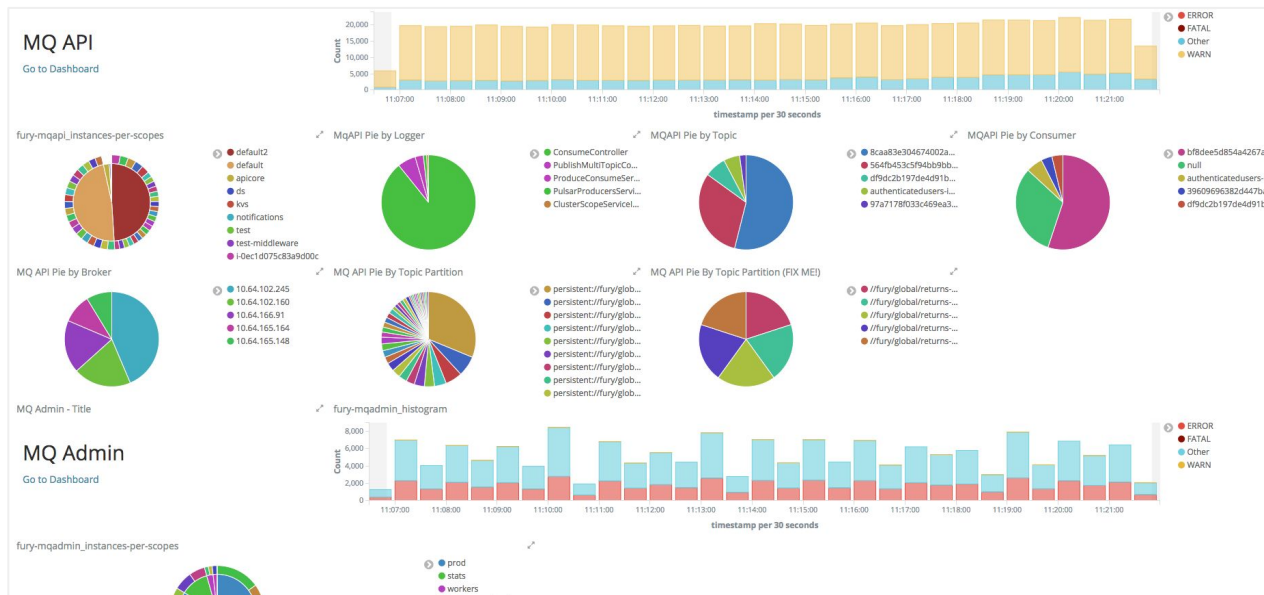 MQ API
Go to Dashboard
Count
20,000
15,000
10,000
5,000
0
11:07:00 11:08:00 11:09:00 11:10:00 11:11:00 11:12:00 11:13:00 11:14:00 11:15:00 11:16:00 11:17:00 11:18:00 11:19:00 11:20:00 11:21:00
timestamp per 30 seconds
ERROR
FATAL
Other
WARN
fury-mqapi_instances-per-scopes
default2
default
apicore
ds
kvs
notifications
test
test-middleware
i-0ec1d075c83a9d00c
MqAPI Pie by Logger
ConsumeController
PublishMultiTopicCo...
ProduceConsumeSer...
PulsarProducersServi...
ClusterScopeServiceI...
MQAPI Pie by Topic
8caa83e304674002a...
564fb453c5f94bb9bb...
df9dc2b197de4d91b...
authenticatedusers-i...
97a7178f033c469ea3...
MQAPI Pie by Consumer
bf8dee5d854a4267a
null
authenticatedusers-
39609696382d447ba
df9dc2b197de4d91b
MQ API Pie by Broker
10.64.102.245
10.64.102.160
10.64.166.91
10.64.165.164
10.64.165.148
MQ API Pie By Topic Partition
persistent://fury/glob...
persistent://fury/glob...
persistent://fury/glob...
persistent://fury/glob...
persistent://fury/glob...
persistent://fury/glob...
persistent://fury/glob...
persistent://fury/glob...
persistent://fury/glob...
MQ API Pie By Topic Partition (FIX ME!)
//fury/global/returns-...
//fury/global/returns-...
//fury/global/returns-...
//fury/global/returns-...
//fury/global/returns-...
MQ Admin - Title
MQ Admin
Go to Dashboard
fury-mqadmin_histogram
Count
8,000
6,000
4,000
2,000
0
11:07:00 11:08:00 11:09:00 11:10:00 11:11:00 11:12:00 11:13:00 11:14:00 11:15:00 11:16:00 11:17:00 11:18:00 11:19:00 11:20:00 11:21:00
timestamp per 30 seconds
ERROR
FATAL
Other
WARN
fury-mqadmin_instances-per-scopes
prod
stats
workers